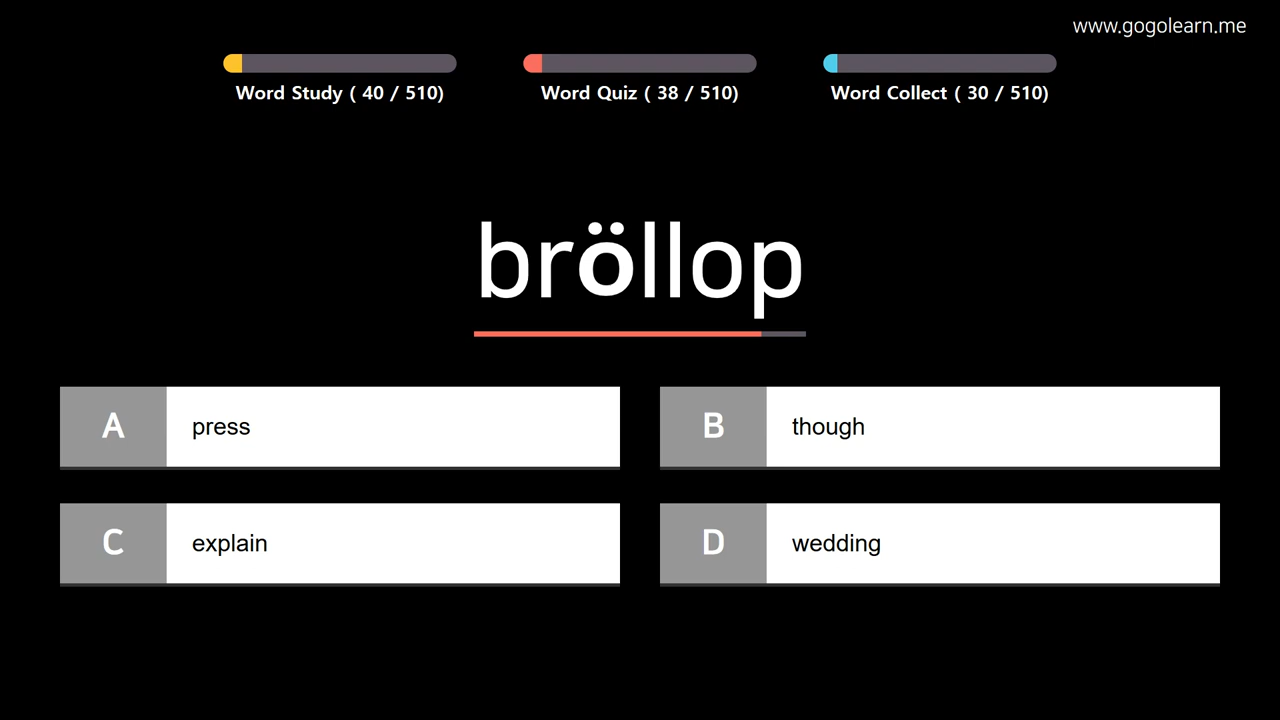 www.gogolearn.me
Word Study ( 40 / 510)
Word Quiz ( 38 / 510)
Word Collect ( 30 / 510)
bröllop
A press
B though
C explain
D wedding